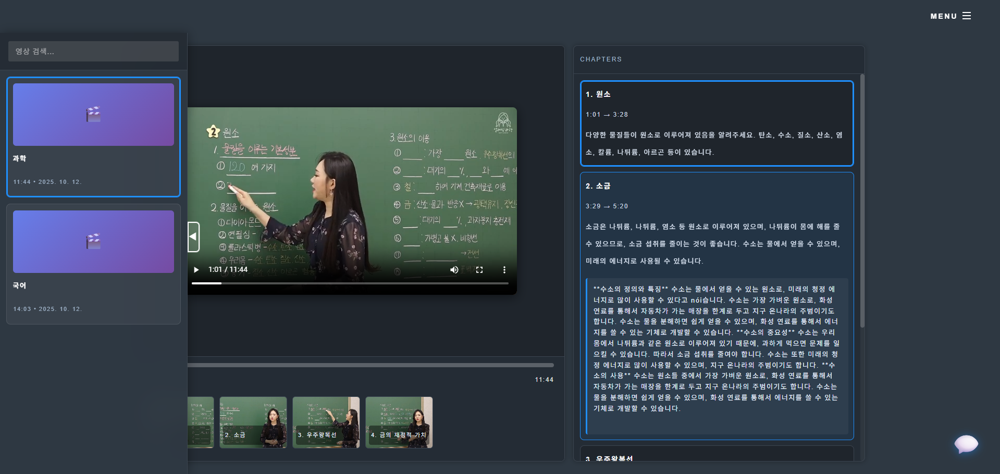 MENU
영상 검색...
과학
11:44 • 2025. 10. 12.
국어
14:03 • 2025. 10. 12.
2 원소
1. 물질을 이루는 기본성분
① 120 여 가지
②
2. 물질을 이
원소
① 다이아몬드
② 연필심 -
③ 플라스틱병 - 수소, 탄소
④ 우리몸 - 수소, 탄소, 질소, 산소
3. 원소의 이용
① : 가장 원소. 우주왕복선의
② : 대기의 %, 와 에
③ 철 : 하여 기계, 건축재료로 이용
④ 금 : 산소·물과 반응X → 광택유지, 장신
⑤ : 대기의 %, 과자봉지 충전재
⑥ : 가볍고 불X, 비행선
⑦ : → 전선
⑧
1:01 / 11:44
11:44
2. 소금
3. 우주왕복선
4. 금의 재정적 가치
CHAPTERS
1. 원소
1:01 → 3:28
다양한 물질들이 원소로 이루어져 있음을 알려주세요. 탄소, 수소, 질소, 산소, 염
소, 칼륨, 나튀륨, 아르곤 등이 있습니다.
2. 소금
3:29 → 5:20
소금은 나튀륨, 나튀륨, 염소 등 원소로 이루어져 있으며, 나튀륨이 몸에 해를 줄
수 있으므로, 소금 섭취를 줄이는 것이 좋습니다. 수소는 물에서 얻을 수 있으며,
미래의 에너지로 사용될 수 있습니다.
**수소의 정의와 특징** 수소는 물에서 얻을 수 있는 원소로, 미래의 청정 에
너지로 많이 사용할 수 있다고 nói습니다. 수소는 가장 가벼운 원소로, 화성
연료를 통해서 자동차가 가는 매장을 한계로 두고 지구 온나라의 주범이기도
합니다. 수소는 물을 분해하면 쉽게 얻을 수 있으며, 화성 연료를 통해서 에너
지를 쓸 수 있는 기체로 개발할 수 있습니다. **수소의 중요성** 수소는 우리
몸에서 나튀륨과 같은 원소로 이루어져 있기 때문에, 과하게 먹으면 문제를 일
으킬 수 있습니다. 따라서 소금 섭취를 줄여야 합니다. 수소는 또한 미래의 청
정 에너지로 많이 사용할 수 있으며, 지구 온나라의 주범이기도 합니다. **수
소의 사용** 수소는 원소들 중에서 가장 가벼운 원소로, 화성 연료를 통해서
자동차가 가는 매장을 한계로 두고 지구 온나라의 주범이기도 합니다. 수소는
물을 분해하면 쉽게 얻을 수 있으며, 화성 연료를 통해서 에너지를 쓸 수 있는
기체로 개발할 수 있습니다.
3. 우주왕복선